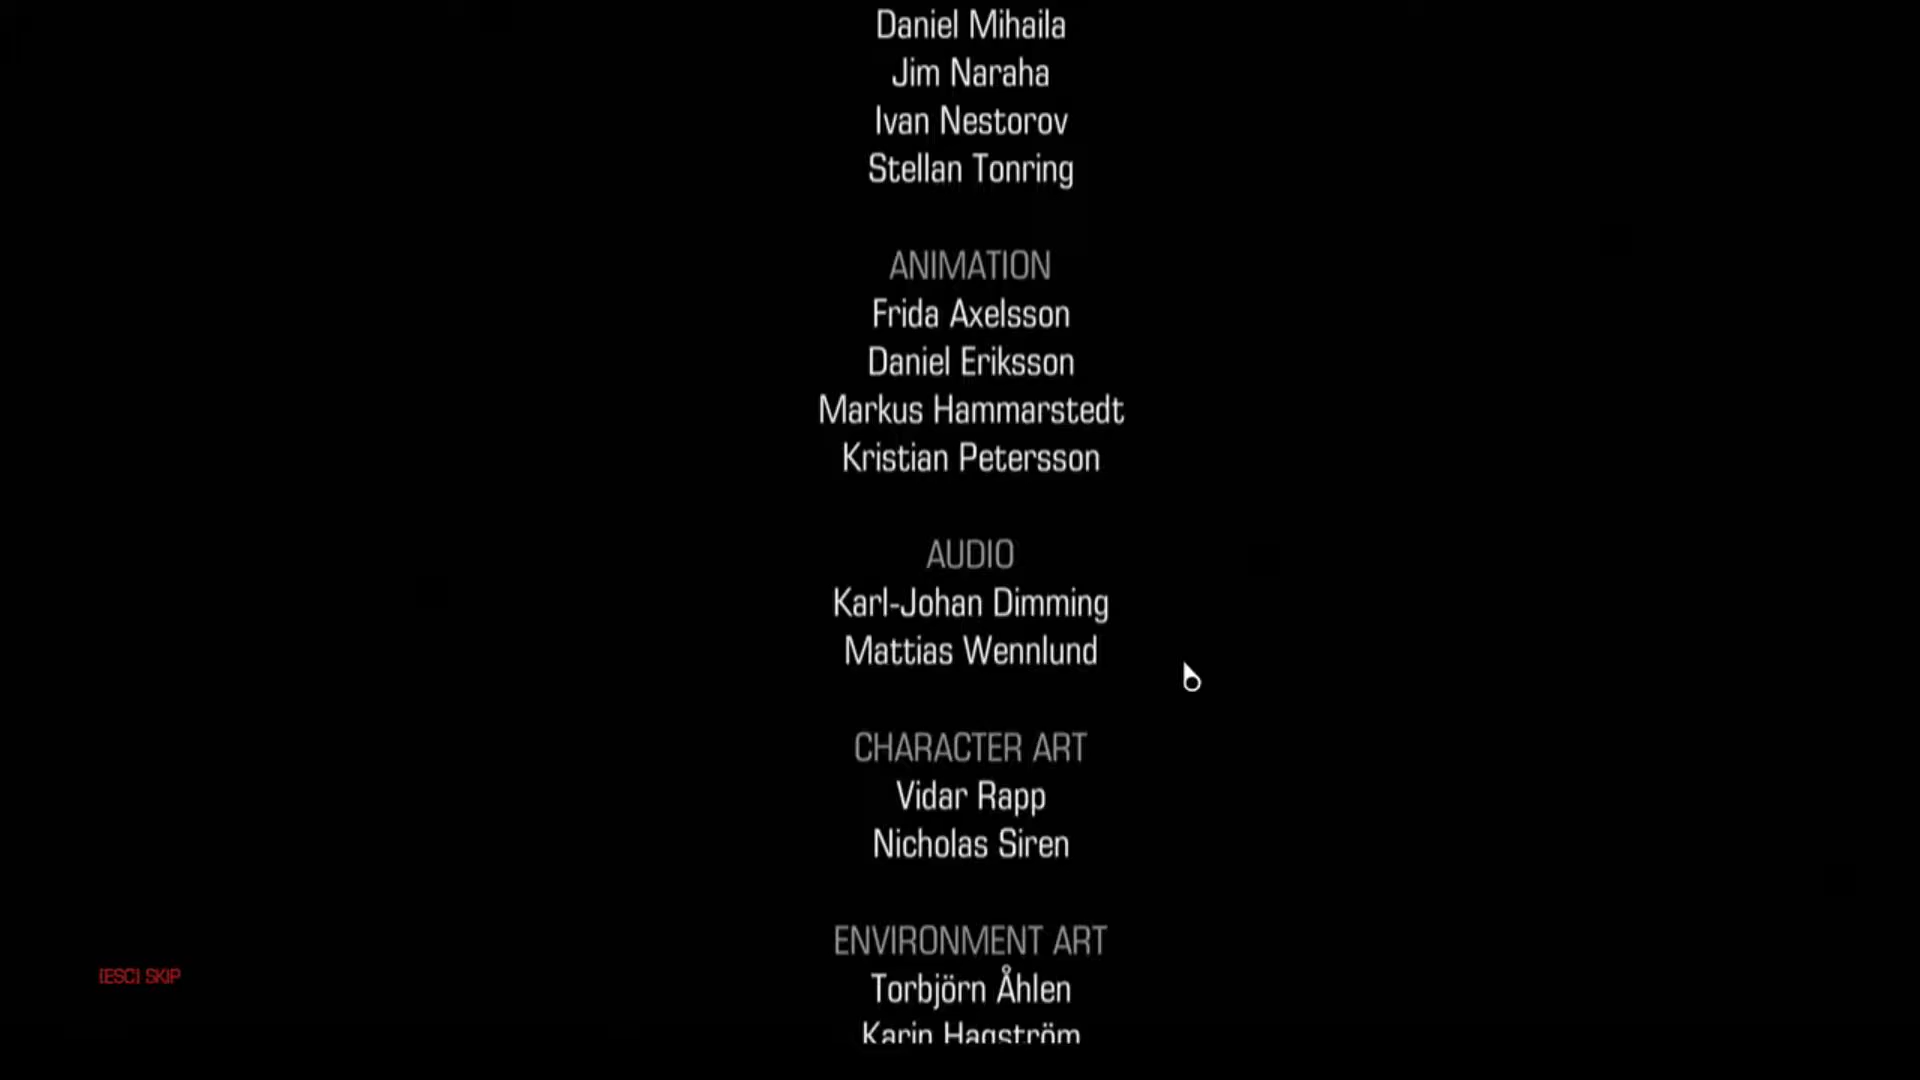 Daniel Mihaila
Jim Naraha
Ivan Nestorov
Stellan Tonring
ANIMATION
Frida Axelsson
Daniel Eriksson
Markus Hammarstedt
Kristian Petersson
AUDIO
Karl-Johan Dimming
Mattias Wennlund
CHARACTER ART
Vidar Rapp
Nicholas Siren
ENVIRONMENT ART
Torbjörn Åhlen
Karin Hagström
[ESC] SKIP